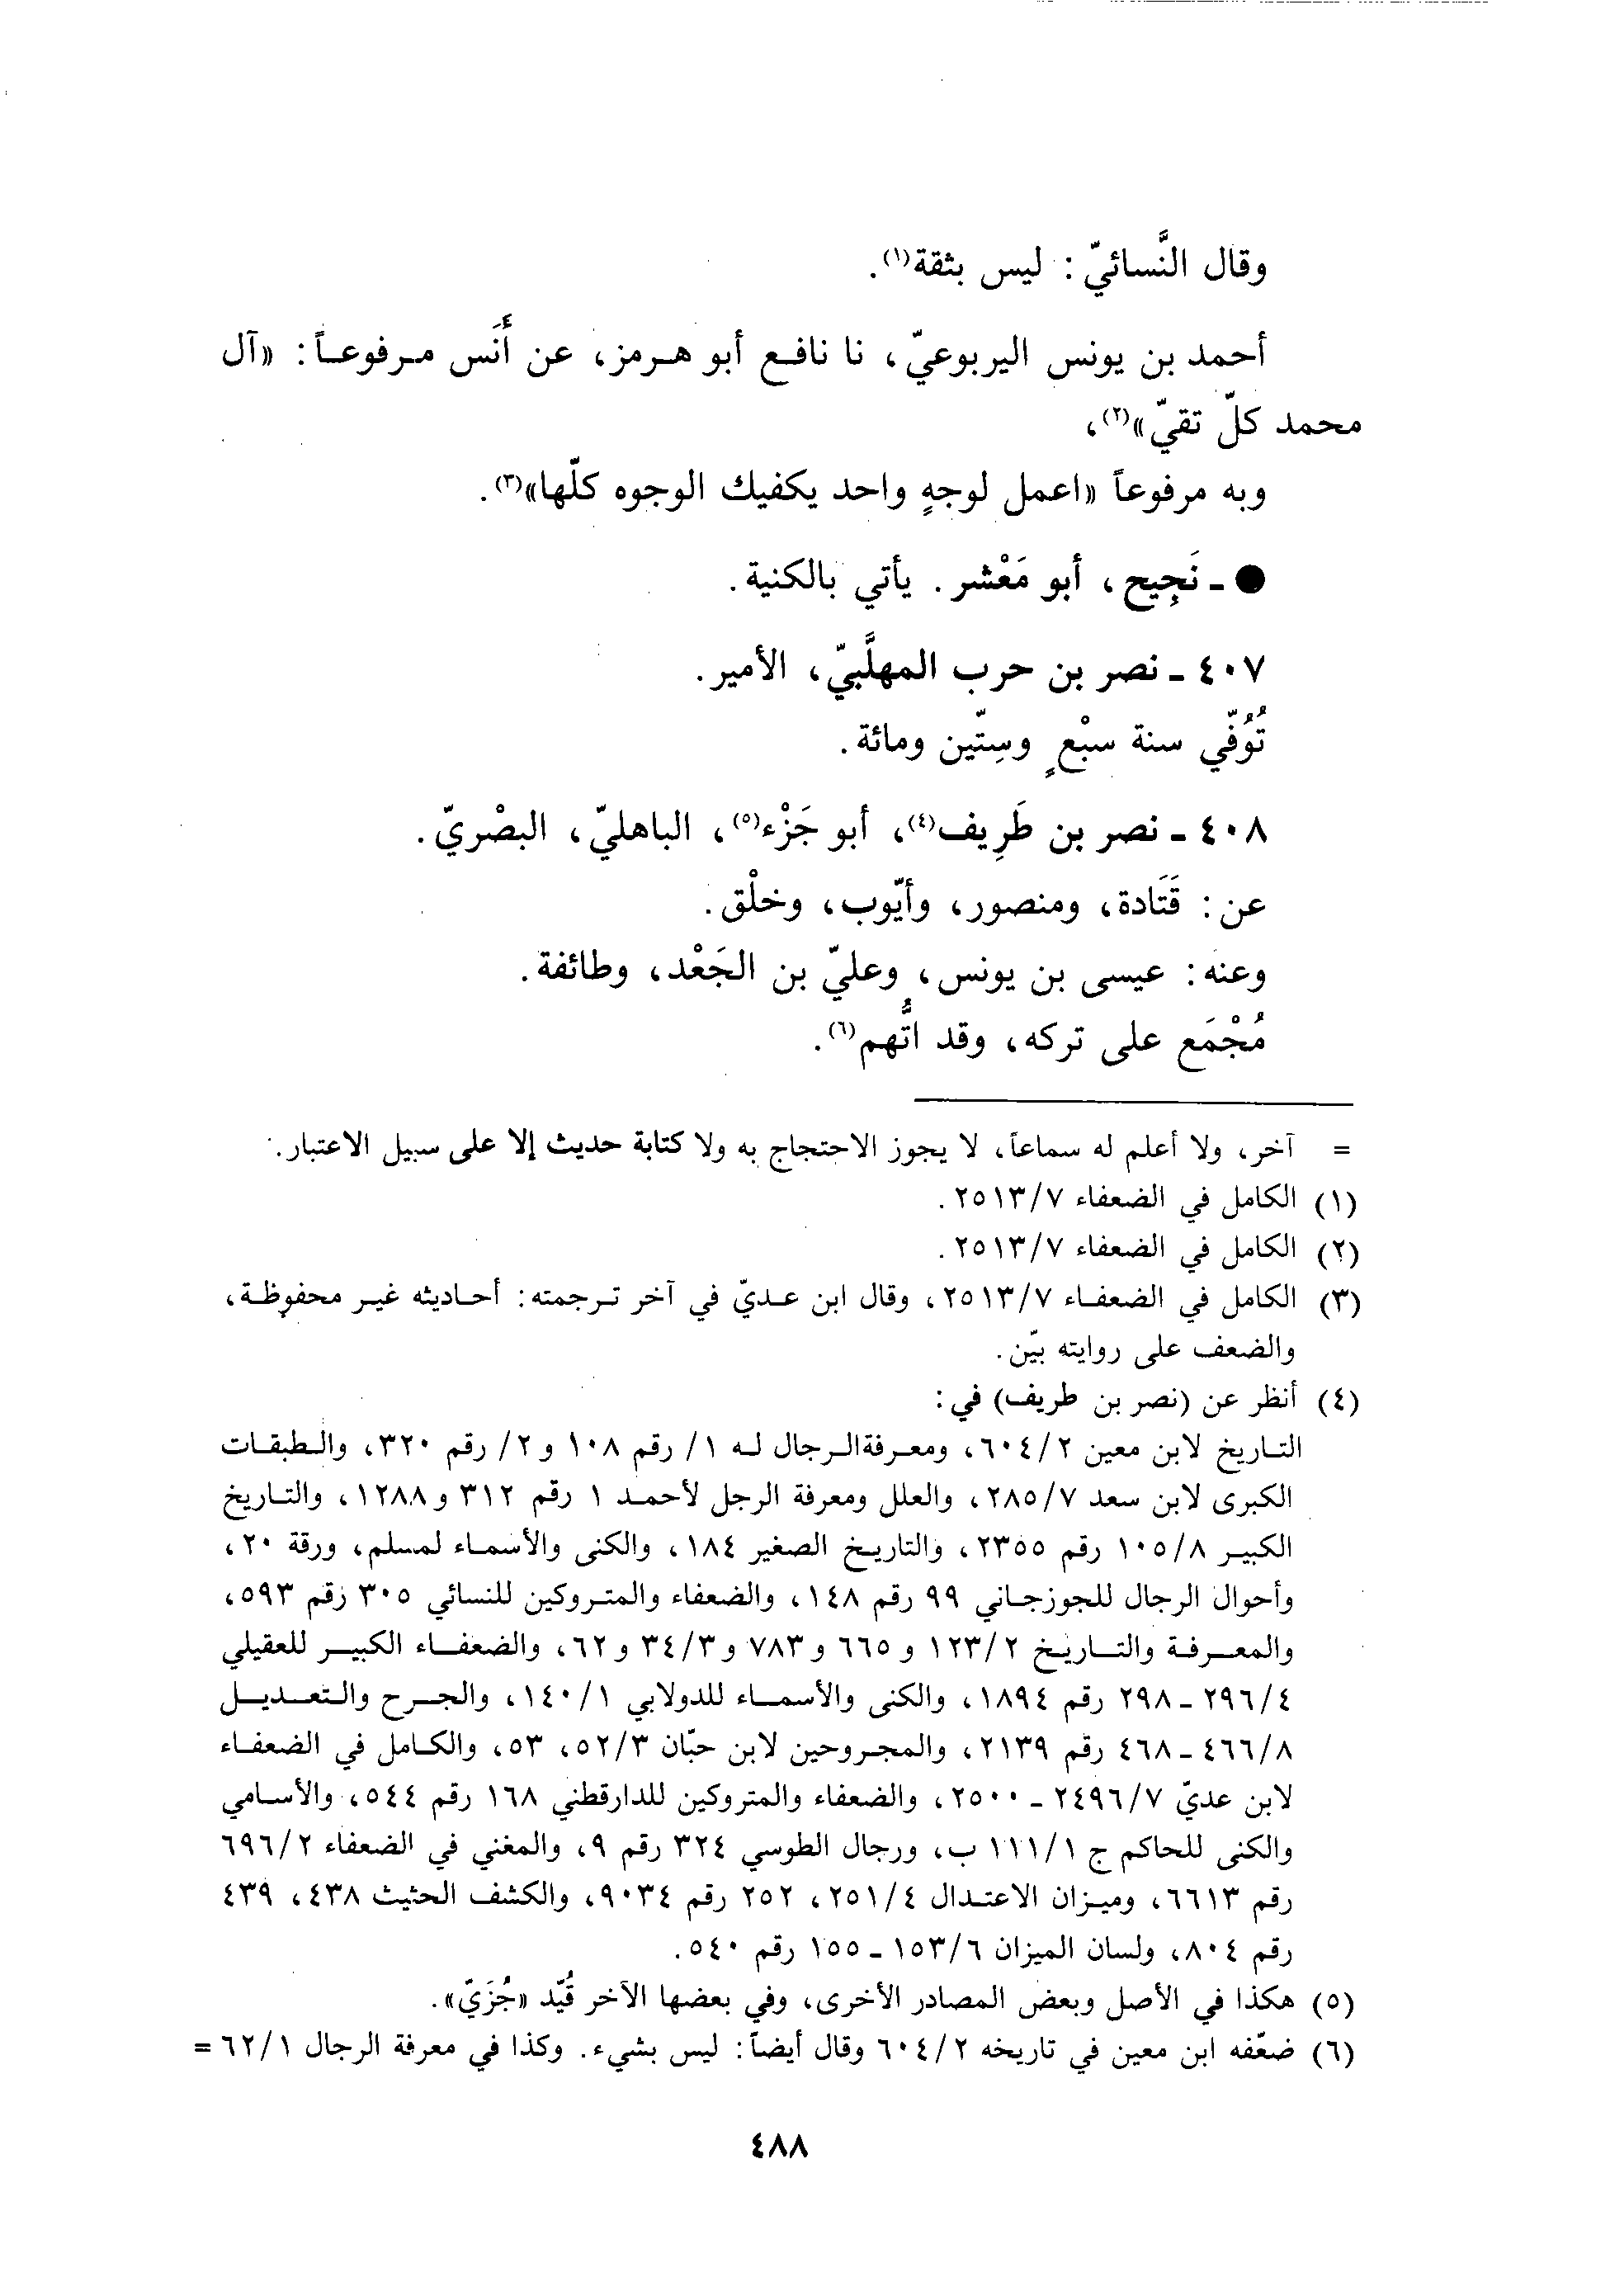 وقال النَّسائيّ: ليس بثقة(١).
أحمد بن يونس اليربوعيّ، نا نافع أبو هرمز، عن أَنَس مرفوعاً: «آل
محمد كلّ تقيّ»(٢)،
وبه مرفوعاً «اعمل لوجهٍ واحد يكفيك الوجوه كلّها»(٣).
● ـ نَجِيح، أبو مَعْشر. يأتي بالكنية.
٤٠٧ ـ نصر بن حرب المهلَّبيّ، الأمير.
تُوُفّي سنة سبْعٍ وسِتّين ومائة.
٤٠٨ ـ نصر بن طَرِيف(٤)، أبو جَزْء(٥)، الباهليّ، البصْريّ.
عن: قَتَادة، ومنصور، وأيّوب، وخلْق.
وعنه: عيسى بن يونس، وعليّ بن الجَعْد، وطائفة.
مُجْمَع على تركه، وقد اتُّهم(٦).
= آخر، ولا أعلم له سماعاً، لا يجوز الاحتجاج به ولا كتابة حديث إلا على سبيل الاعتبار.
(١) الكامل في الضعفاء ٢٥١٣/٧.
(٢) الكامل في الضعفاء ٢٥١٣/٧.
(٣) الكامل في الضعفاء ٢٥١٣/٧، وقال ابن عديّ في آخر ترجمته: أحاديثه غير محفوظة،
والضعف على روايته بيّن.
(٤) أنظر عن (نصر بن طريف) في:
التاريخ لابن معين ٦٠٤/٢، ومعرفة الرجال له ١/ رقم ١٠٨ و ٢/ رقم ٣٢٠، والطبقات
الكبرى لابن سعد ٢٨٥/٧، والعلل ومعرفة الرجل لأحمد ١ رقم ٣١٢ و ١٢٨٨، والتاريخ
الكبير ١٠٥/٨ رقم ٢٣٥٥، والتاريخ الصغير ١٨٤، والكنى والأسماء لمسلم، ورقة ٢٠،
وأحوال الرجال للجوزجاني ٩٩ رقم ١٤٨، والضعفاء والمتروكين للنسائي ٣٠٥ رقم ٥٩٣،
والمعرفة والتاريخ ١٢٣/٢ و ٦٦٥ و ٧٨٣ و ٣٤/٣ و ٦٢، والضعفاء الكبير للعقيلي
٢٩٦/٤ ـ ٢٩٨ رقم ١٨٩٤، والكنى والأسماء للدولابي ١٤٠/١، والجرح والتعديل
٤٦٦/٨ ـ ٤٦٨ رقم ٢١٣٩، والمجروحين لابن حبّان ٥٢/٣، ٥٣، والكامل في الضعفاء
لابن عديّ ٢٤٩٦/٧ ـ ٢٥٠٠، والضعفاء والمتروكين للدارقطني ١٦٨ رقم ٥٤٤، والأسامي
والكنى للحاكم ج ١١١/١ ب، ورجال الطوسي ٣٢٤ رقم ٩، والمغني في الضعفاء ٦٩٦/٢
رقم ٦٦١٣، وميزان الاعتدال ٢٥١/٤، ٢٥٢ رقم ٩٠٣٤، والكشف الحثيث ٤٣٨، ٤٣٩
رقم ٨٠٤، ولسان الميزان ١٥٣/٦ ـ ١٥٥ رقم ٥٤٠.
(٥) هكذا في الأصل وبعض المصادر الأخرى، وفي بعضها الآخر قُيّد «جُزَيّ».
(٦) ضعّفه ابن معين في تاريخه ٦٠٤/٢ وقال أيضاً: ليس بشيء. وكذا في معرفة الرجال ٦٢/١ =
٤٨٨